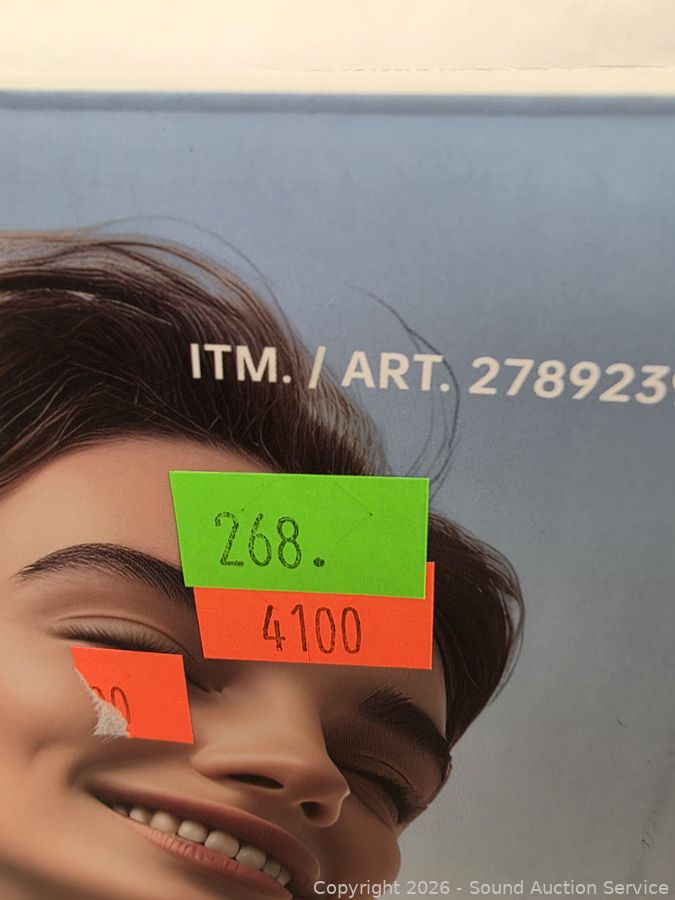 ITM. / ART. 278923
268.
4100
Copyright 2026 - Sound Auction Service